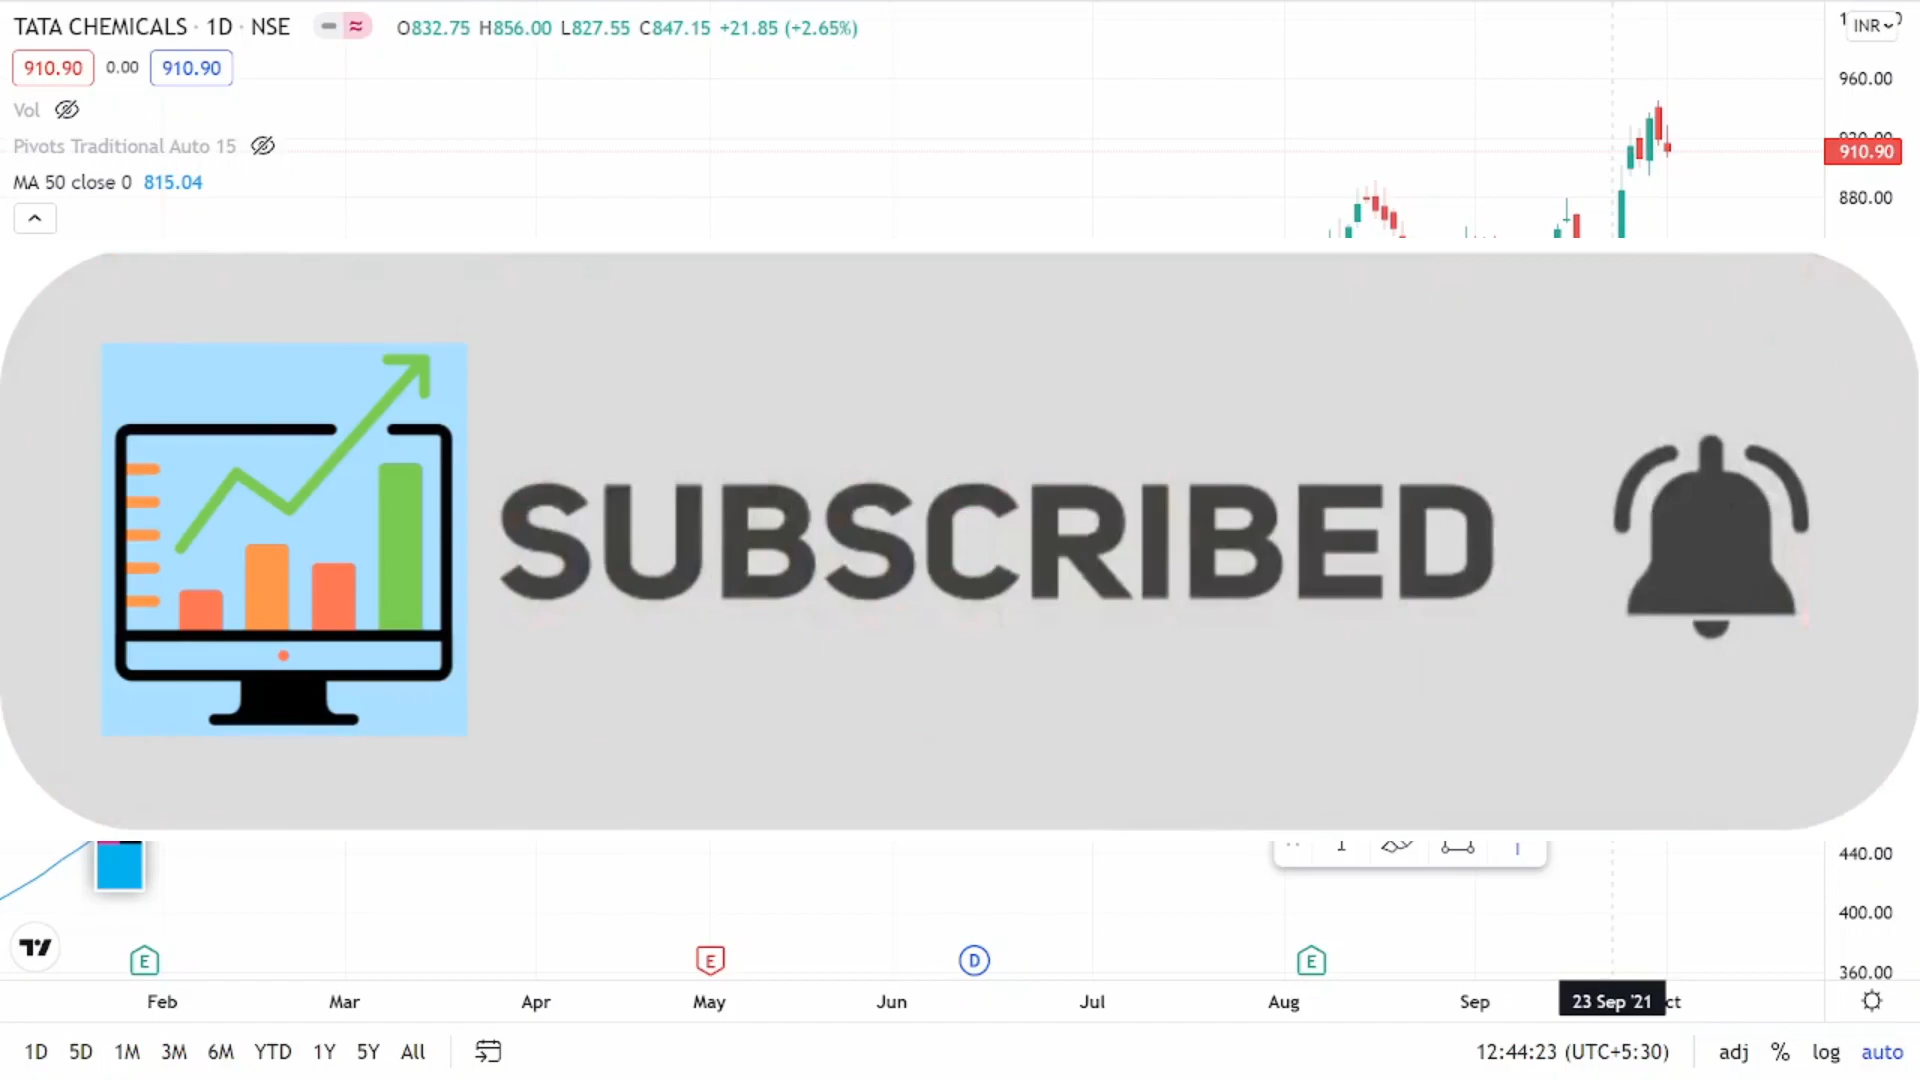 TATA CHEMICALS · 1D · NSE O832.75 H856.00 L827.55 C847.15 +21.85 (+2.65%)
INR
960.00
910.90 0.00 910.90
Vol
Pivots Traditional Auto 15
910.90
MA 50 close 0 815.04
880.00
SUBSCRIBED
440.00
400.00
E E D E
360.00
Feb Mar Apr May Jun Jul Aug Sep 23 Sep '21 ct
1D 5D 1M 3M 6M YTD 1Y 5Y All 12:44:23 (UTC+5:30) adj % log auto